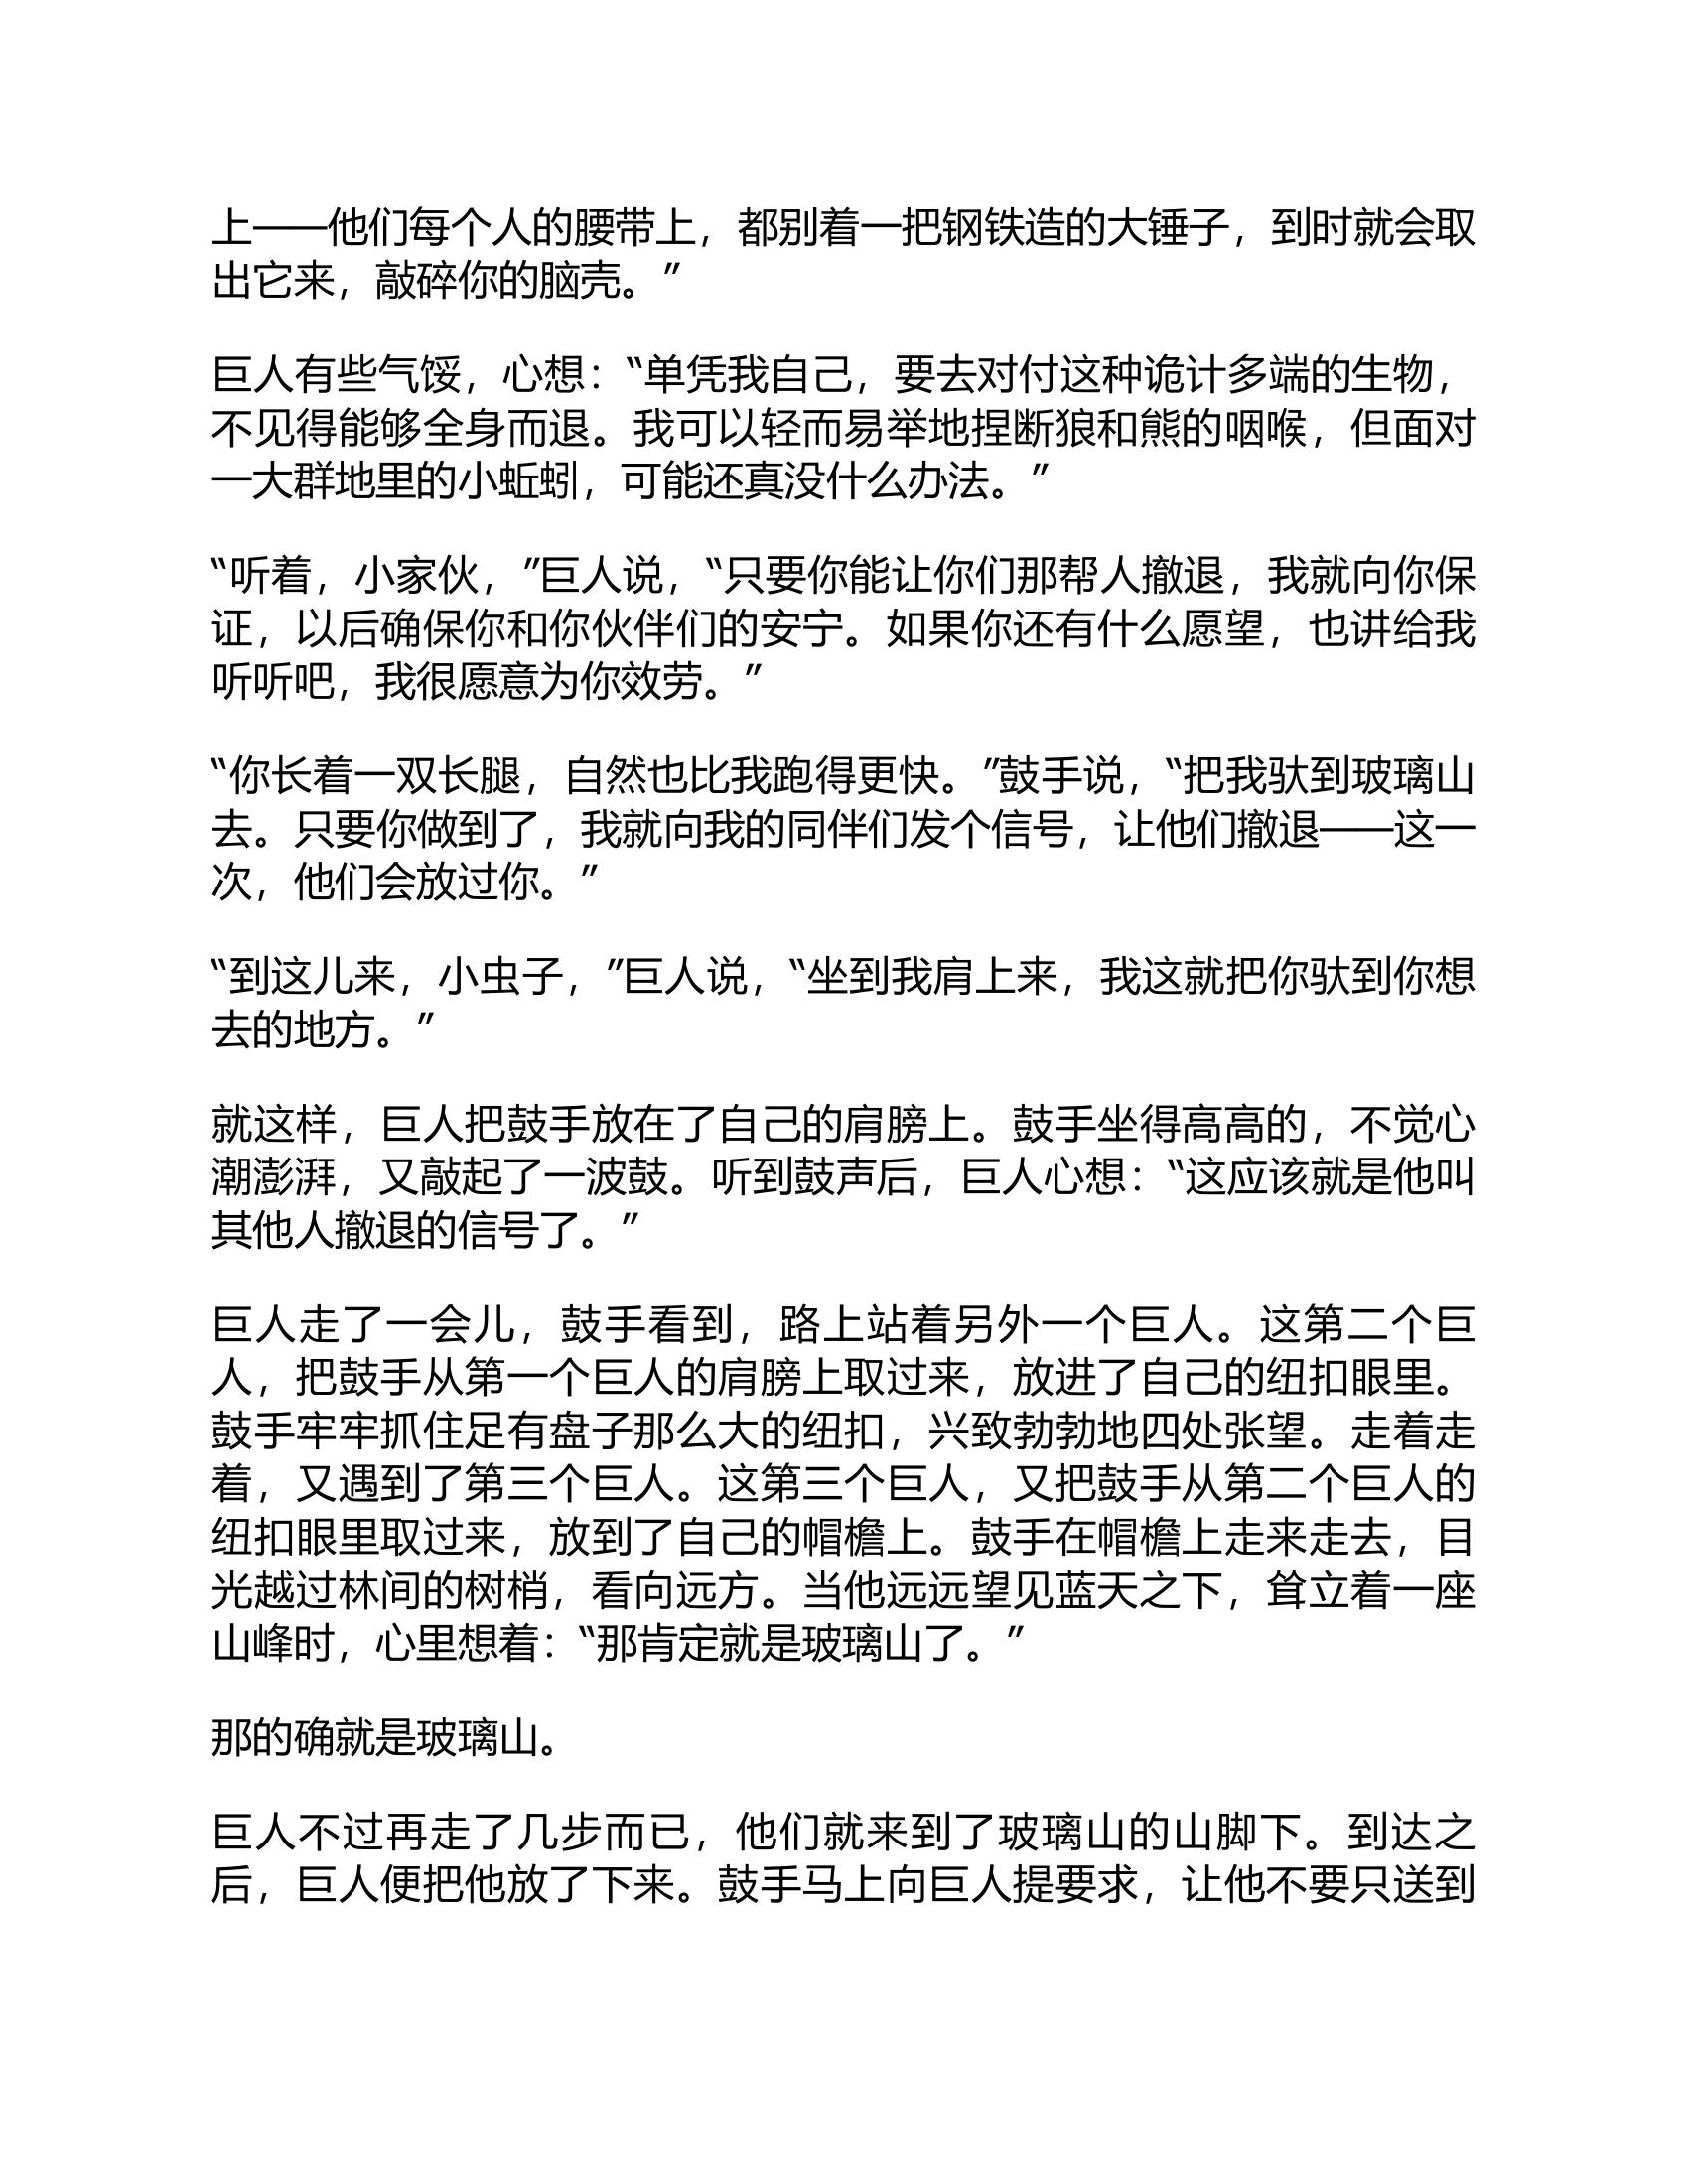 上——他们每个人的腰带上，都别着一把钢铁造的大锤子，到时就会取
出它来，敲碎你的脑壳。”
巨人有些气馁，心想：“单凭我自己，要去对付这种诡计多端的生物，
不见得能够全身而退。我可以轻而易举地捏断狼和熊的咽喉，但面对
一大群地里的小蚯蚓，可能还真没什么办法。”
“听着，小家伙，”巨人说，“只要你能让你们那帮人撤退，我就向你保
证，以后确保你和你伙伴们的安宁。如果你还有什么愿望，也讲给我
听听吧，我很愿意为你效劳。”
“你长着一双长腿，自然也比我跑得更快。”鼓手说，“把我驮到玻璃山
去。只要你做到了，我就向我的同伴们发个信号，让他们撤退——这一
次，他们会放过你。”
“到这儿来，小虫子，”巨人说，“坐到我肩上来，我这就把你驮到你想
去的地方。”
就这样，巨人把鼓手放在了自己的肩膀上。鼓手坐得高高的，不觉心
潮澎湃，又敲起了一波鼓。听到鼓声后，巨人心想：“这应该就是他叫
其他人撤退的信号了。”
巨人走了一会儿，鼓手看到，路上站着另外一个巨人。这第二个巨
人，把鼓手从第一个巨人的肩膀上取过来，放进了自己的纽扣眼里。
鼓手牢牢抓住足有盘子那么大的纽扣，兴致勃勃地四处张望。走着走
着，又遇到了第三个巨人。这第三个巨人，又把鼓手从第二个巨人的
纽扣眼里取过来，放到了自己的帽檐上。鼓手在帽檐上走来走去，目
光越过林间的树梢，看向远方。当他远远望见蓝天之下，耸立着一座
山峰时，心里想着：“那肯定就是玻璃山了。”
那的确就是玻璃山。
巨人不过再走了几步而已，他们就来到了玻璃山的山脚下。到达之
后，巨人便把他放了下来。鼓手马上向巨人提要求，让他不要只送到